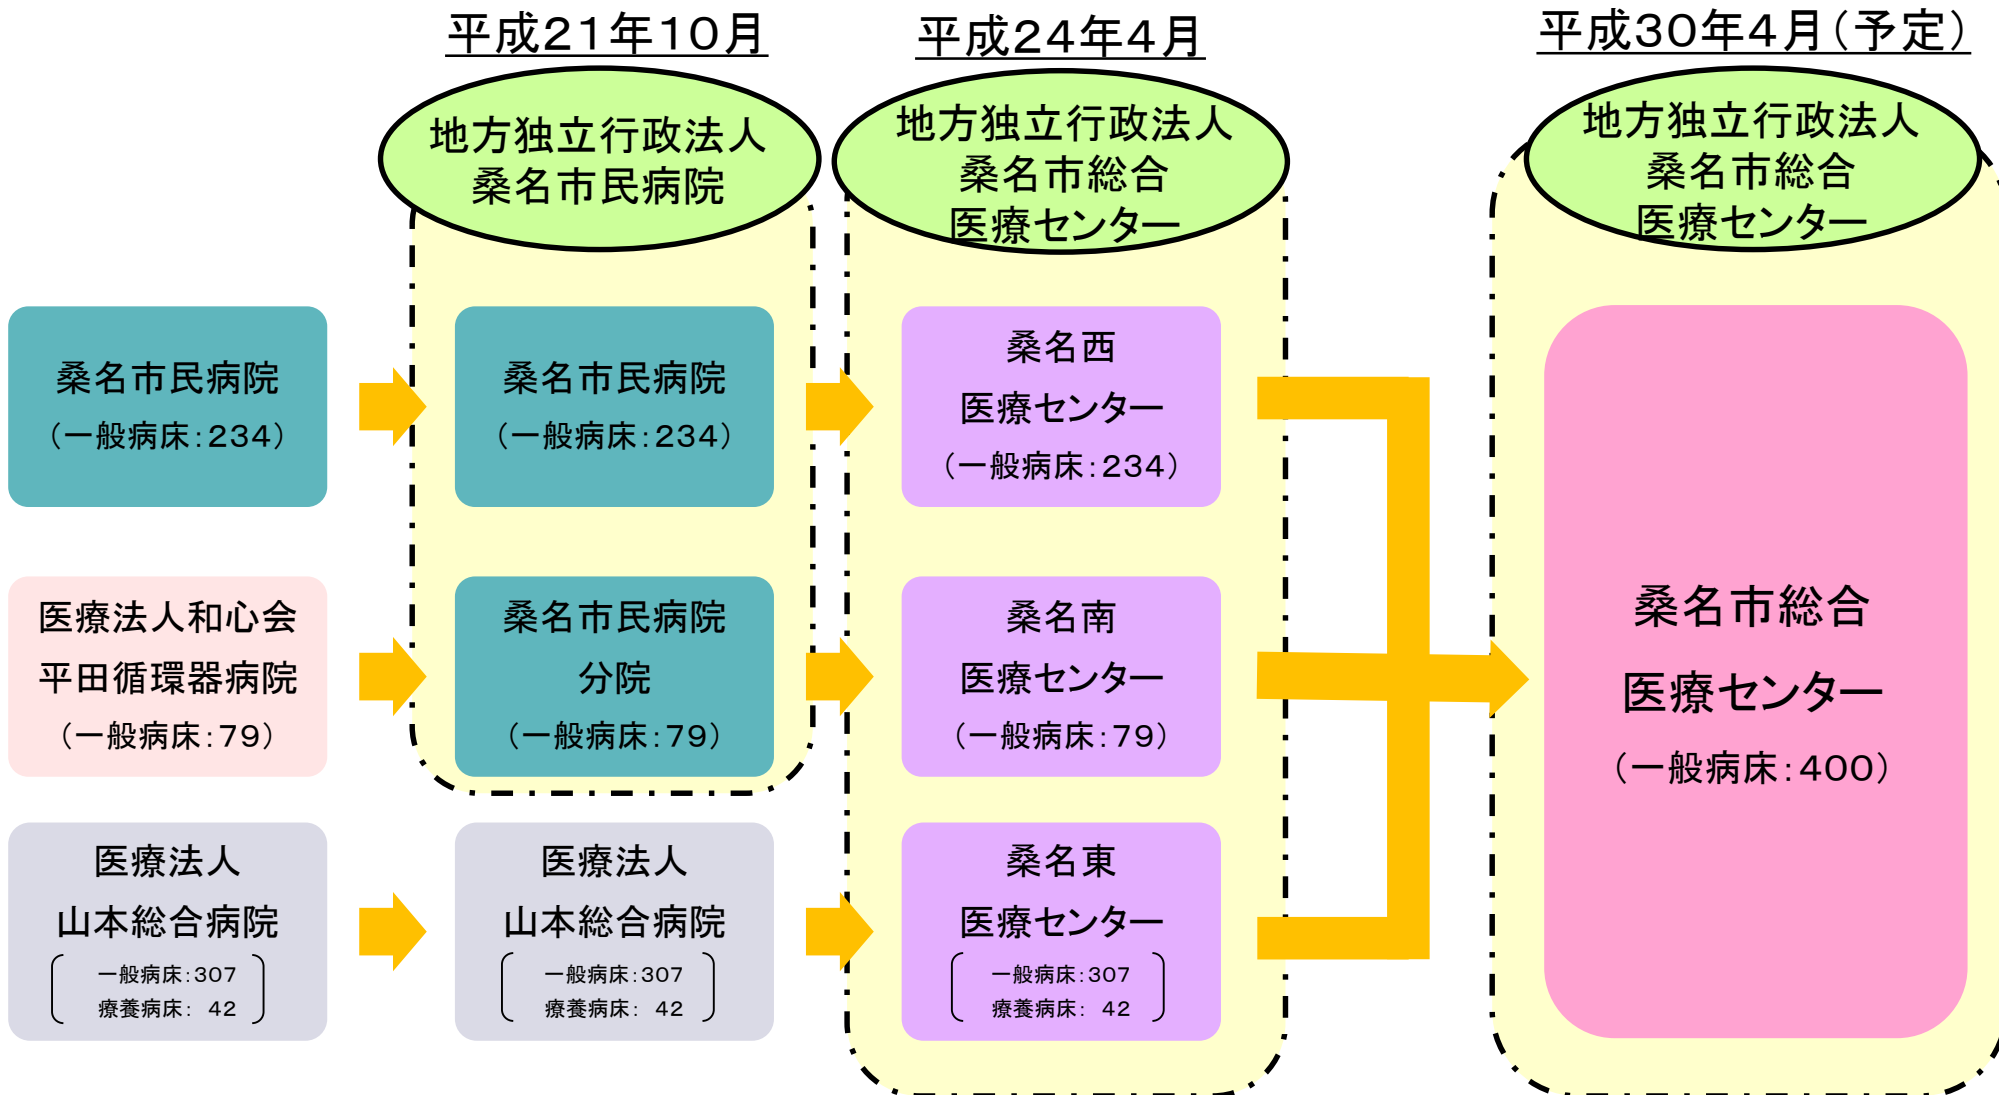 平成21年10月
平成24年4月
平成30年4月(予定)
地方独立行政法人
桑名市民病院
地方独立行政法人
桑名市総合
医療センター
地方独立行政法人
桑名市総合
医療センター
桑名市民病院
(一般病床:234)
桑名市民病院
(一般病床:234)
桑名西
医療センター
(一般病床:234)
医療法人和心会
平田循環器病院
(一般病床:79)
桑名市民病院
分院
(一般病床:79)
桑名南
医療センター
(一般病床:79)
医療法人
山本総合病院
一般病床:307
療養病床: 42
医療法人
山本総合病院
一般病床:307
療養病床: 42
桑名東
医療センター
一般病床:307
療養病床: 42
桑名市総合
医療センター
(一般病床:400)